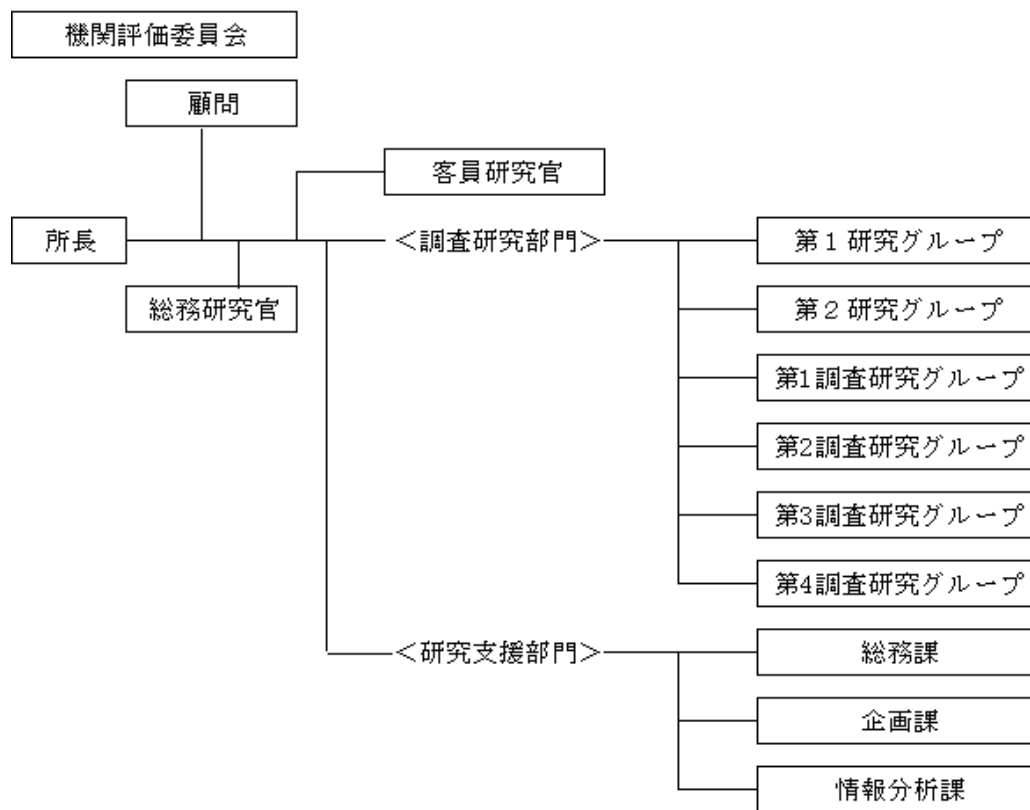 機関評価委員会
顧問
客員研究官
所長
＜調査研究部門＞
第１研究グループ
総務研究官
第２研究グループ
第1調査研究グループ
第2調査研究グループ
第3調査研究グループ
第4調査研究グループ
＜研究支援部門＞
総務課
企画課
情報分析課